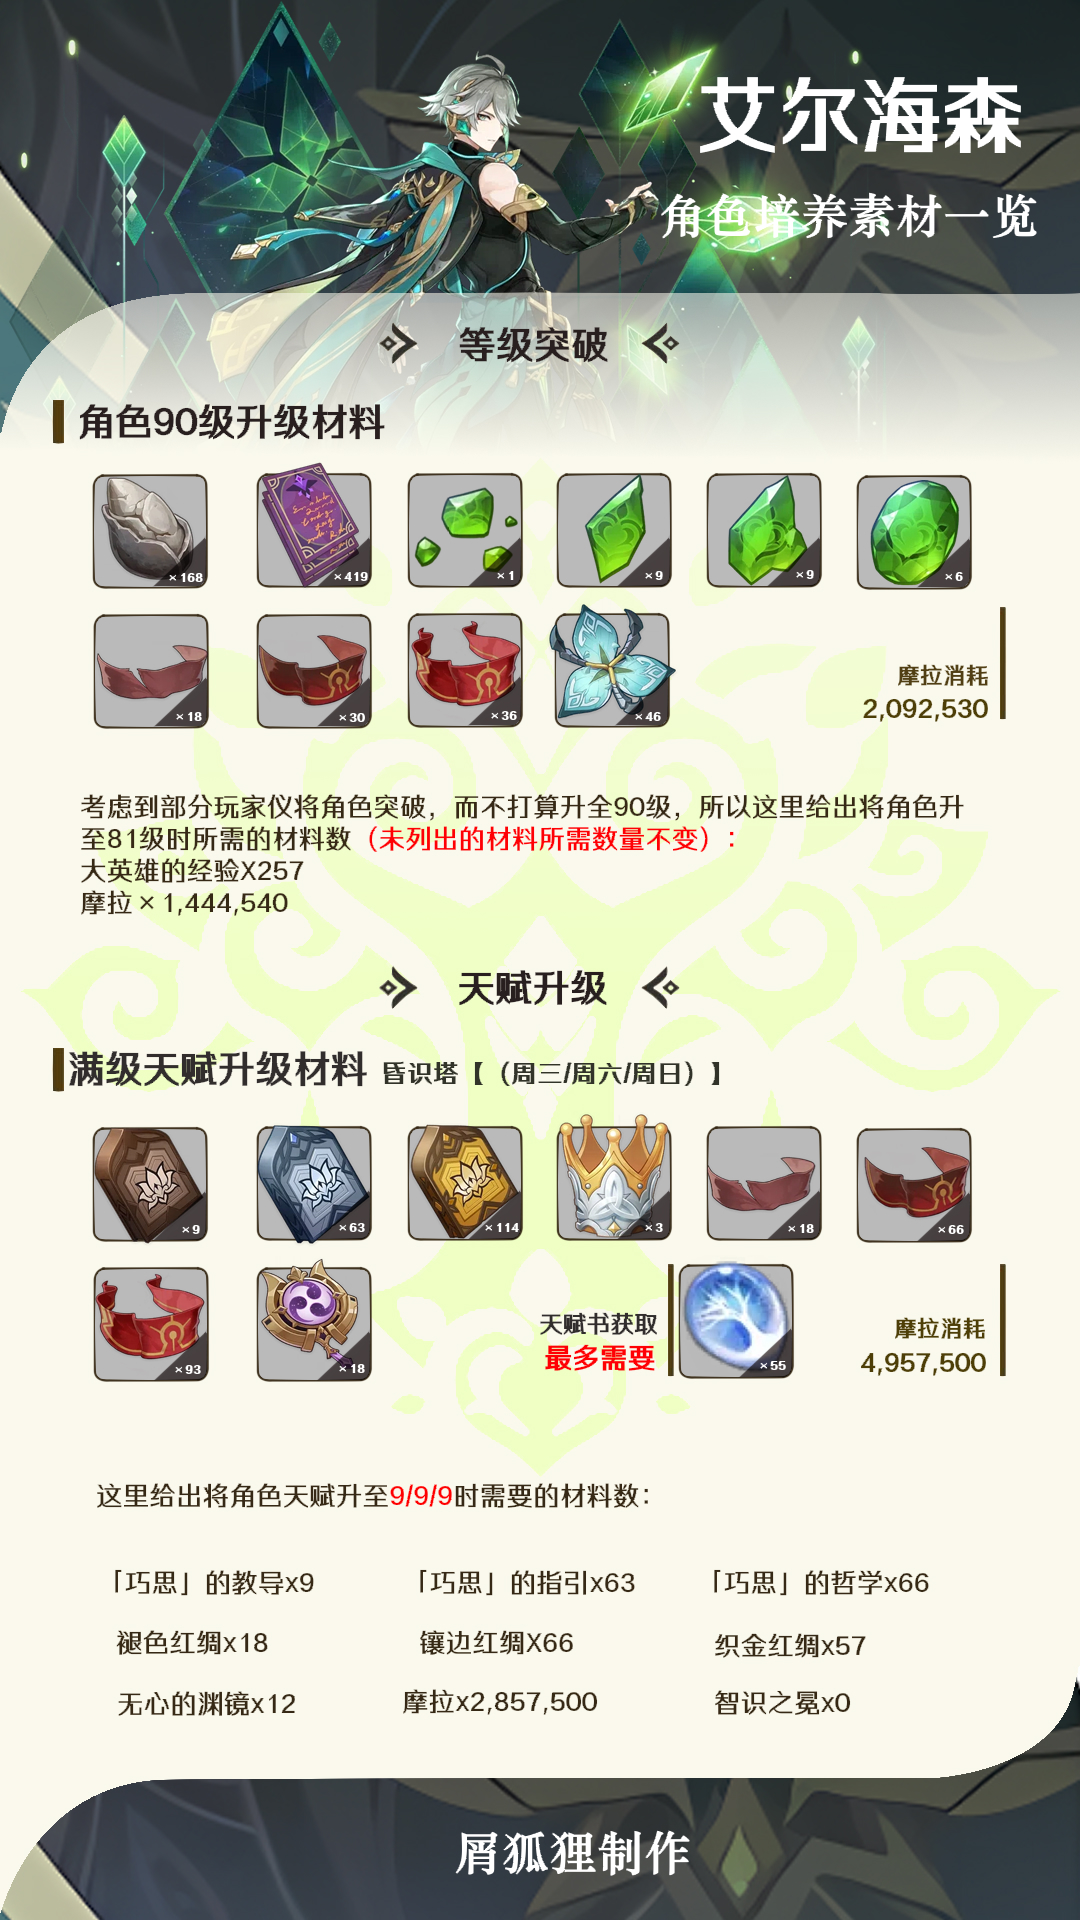 艾尔海森
角色培养素材一览
等级突破
角色90级升级材料
×168
×419
×1
×9
×9
×6
×18
×30
×36
×46
摩拉消耗
2,092,530
考虑到部分玩家仅将角色突破，而不打算升全90级，所以这里给出将角色升
至81级时所需的材料数（未列出的材料所需数量不变）：
大英雄的经验X257
摩拉×1,444,540
天赋升级
满级天赋升级材料 昏识塔【（周三/周六/周日）】
×9
×63
×114
×3
×18
×66
×93
×18
天赋书获取
最多需要
×55
摩拉消耗
4,957,500
这里给出将角色天赋升至9/9/9时需要的材料数：
「巧思」的教导x9 「巧思」的指引x63 「巧思」的哲学x66
褪色红绸x18 镶边红绸X66 织金红绸x57
无心的渊镜x12 摩拉x2,857,500 智识之冕x0
屑狐狸制作